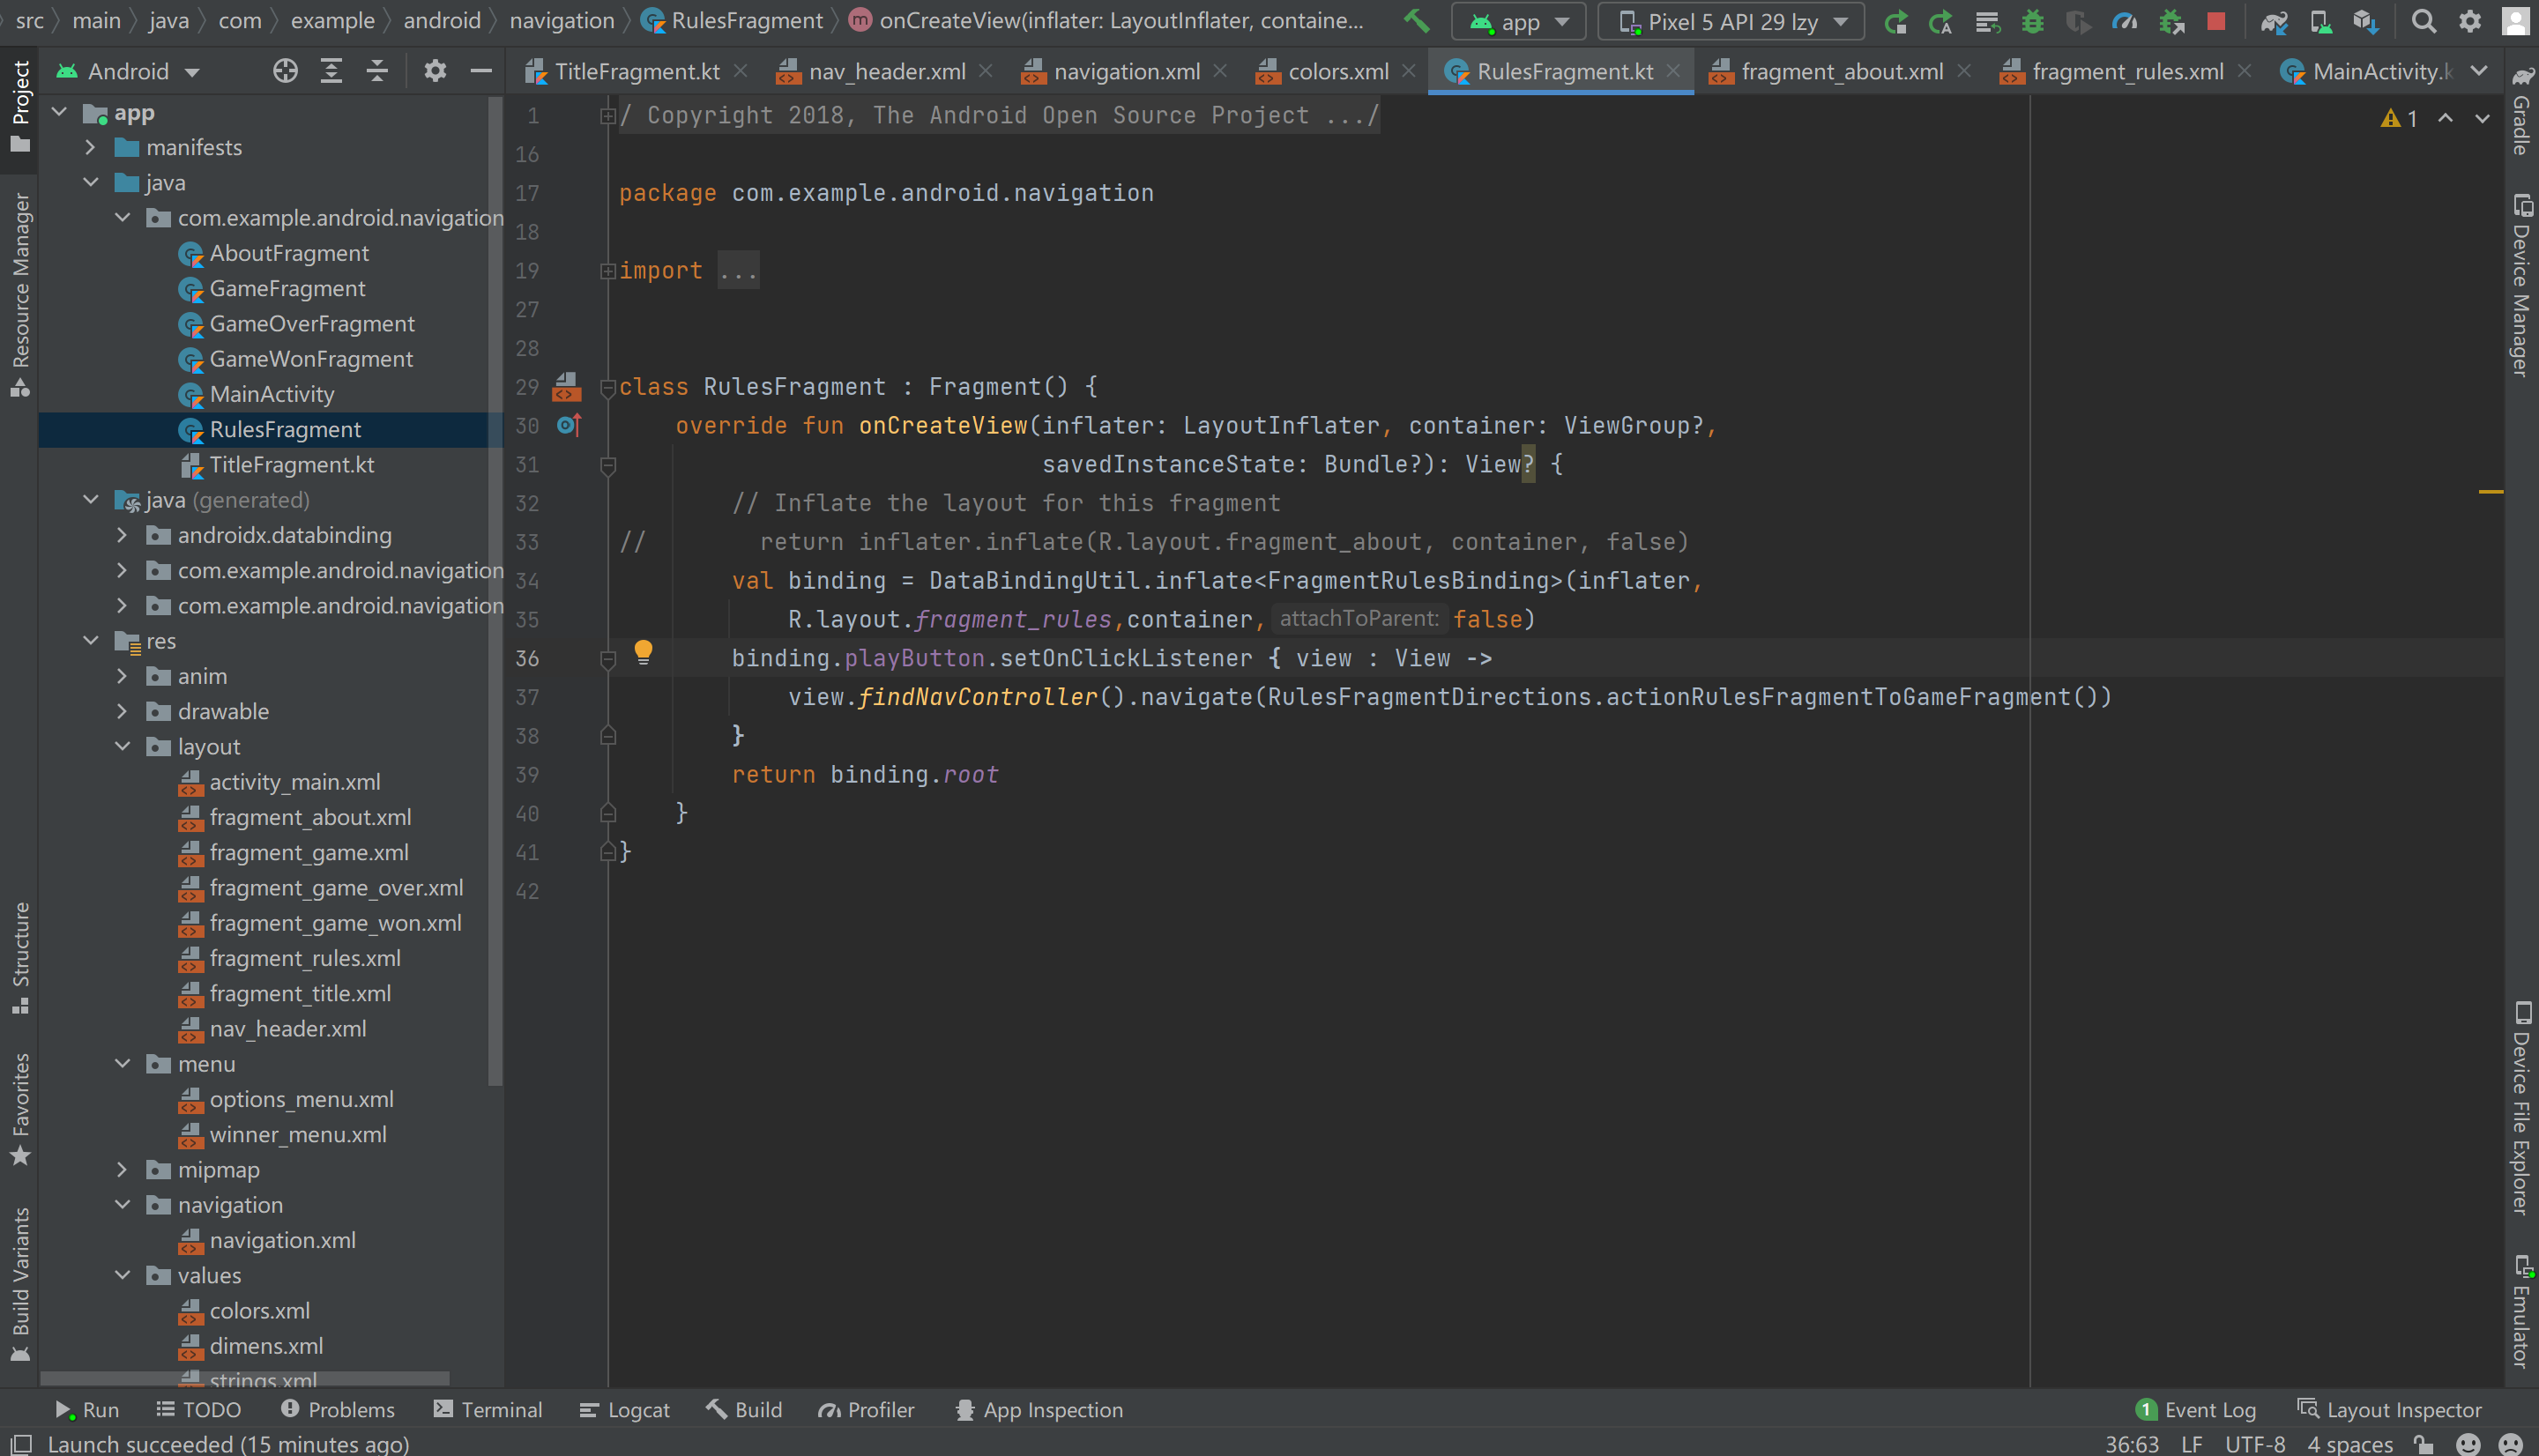 src main java com example android navigation RulesFragment onCreateView(inflater: LayoutInflater, containe... app Pixel 5 API 29 lzy
Project
Android
TitleFragment.kt nav_header.xml navigation.xml colors.xml RulesFragment.kt fragment_about.xml fragment_rules.xml MainActivity.k
app
manifests
java
com.example.android.navigation
AboutFragment
GameFragment
GameOverFragment
GameWonFragment
MainActivity
RulesFragment
TitleFragment.kt
java (generated)
androidx.databinding
com.example.android.navigation
com.example.android.navigation
res
anim
drawable
layout
activity_main.xml
fragment_about.xml
fragment_game.xml
fragment_game_over.xml
fragment_game_won.xml
fragment_rules.xml
fragment_title.xml
nav_header.xml
menu
options_menu.xml
winner_menu.xml
mipmap
navigation
navigation.xml
values
colors.xml
dimens.xml
strings.xml
Resource Manager
Structure
Favorites
Build Variants
1 / Copyright 2018, The Android Open Source Project .../
16
17 package com.example.android.navigation
18
19 import ...
27
28
29 class RulesFragment : Fragment() {
30 override fun onCreateView(inflater: LayoutInflater, container: ViewGroup?,
31 savedInstanceState: Bundle?): View? {
32 // Inflate the layout for this fragment
33 // return inflater.inflate(R.layout.fragment_about, container, false)
34 val binding = DataBindingUtil.inflate<FragmentRulesBinding>(inflater,
35 R.layout.fragment_rules,container, attachToParent: false)
36 binding.playButton.setOnClickListener { view : View ->
37 view.findNavController().navigate(RulesFragmentDirections.actionRulesFragmentToGameFragment())
38 }
39 return binding.root
40 }
41 }
42
1
Gradle
Device Manager
Device File Explorer
Emulator
Run TODO Problems Terminal Logcat Build Profiler App Inspection 1 Event Log Layout Inspector
Launch succeeded (15 minutes ago) 36:63 LF UTF-8 4 spaces